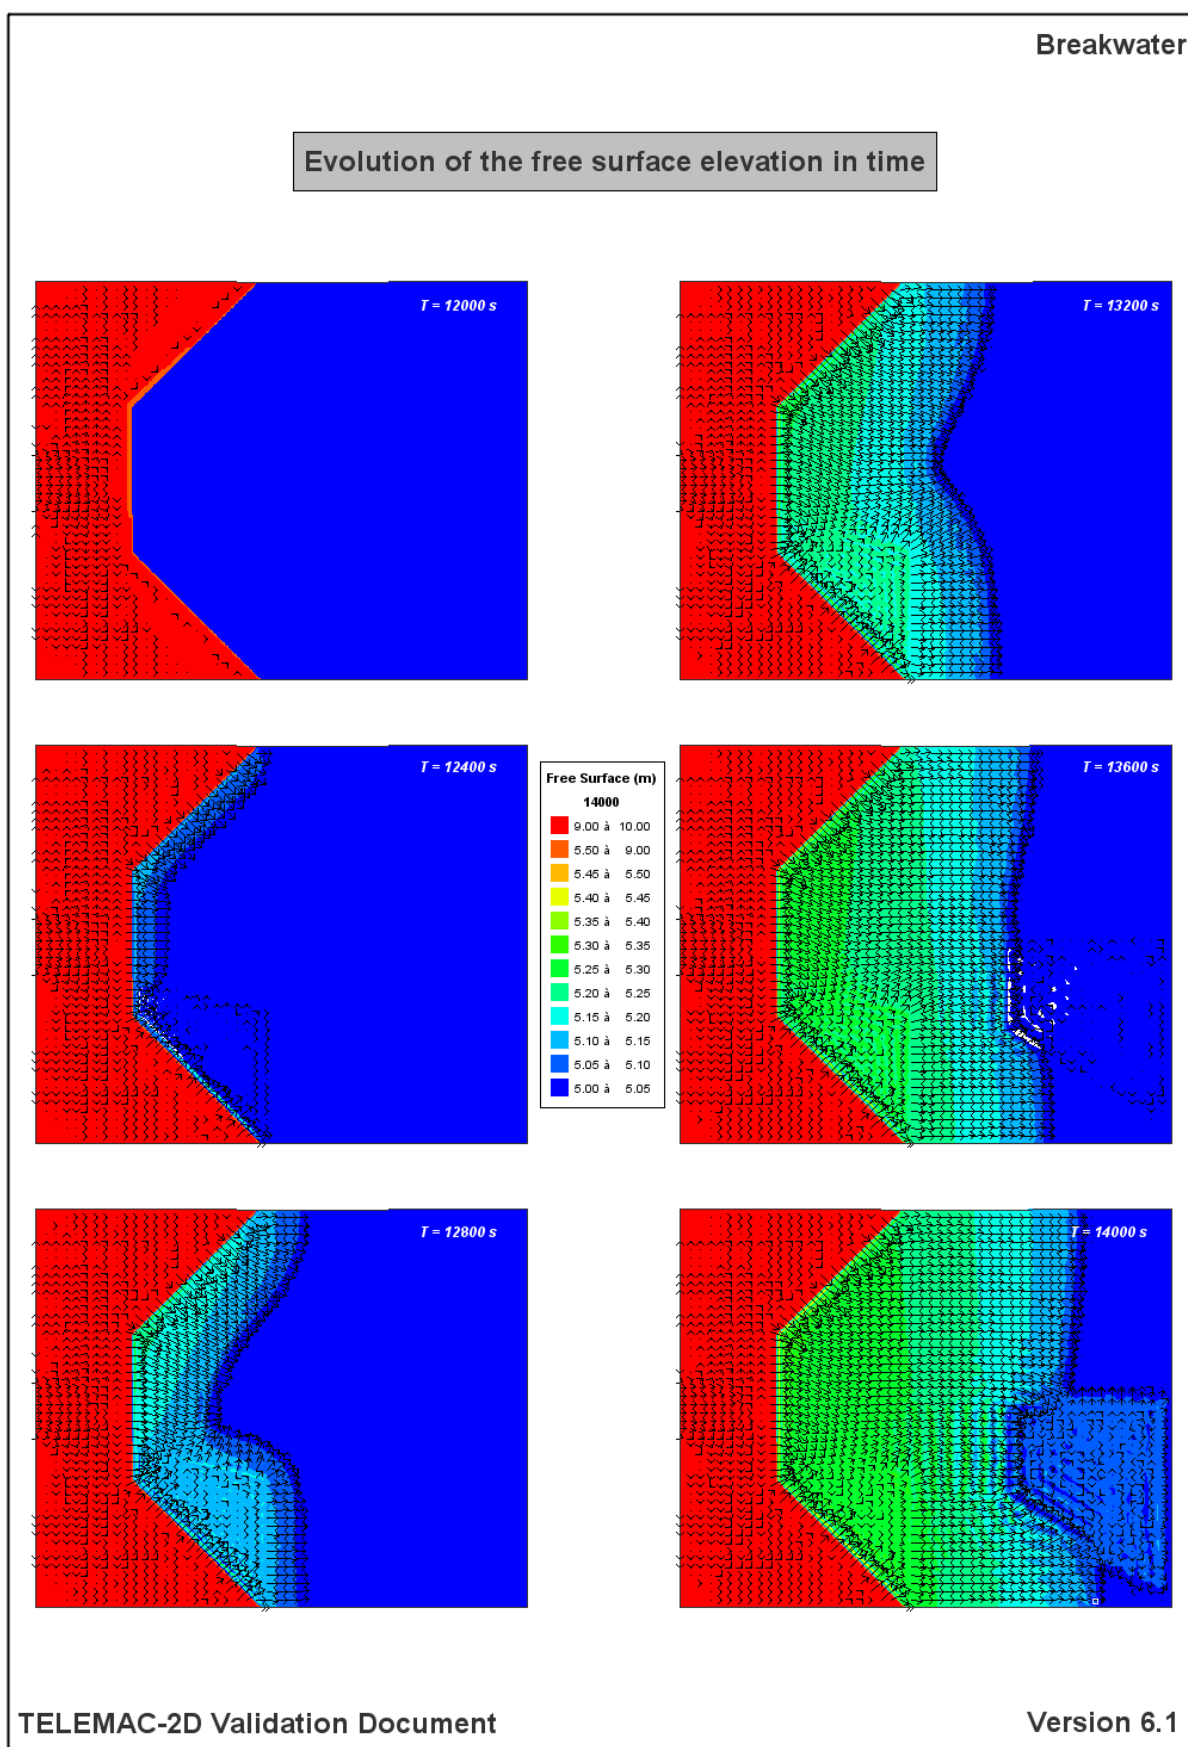 Breakwater
Evolution of the free surface elevation in time
T = 12000 s
T = 13200 s
T = 12400 s
T = 13600 s
Free Surface (m)
14000
9.00 à 10.00
5.50 à 9.00
5.45 à 5.50
5.40 à 5.45
5.35 à 5.40
5.30 à 5.35
5.25 à 5.30
5.20 à 5.25
5.15 à 5.20
5.10 à 5.15
5.05 à 5.10
5.00 à 5.05
T = 12800 s
T = 14000 s
TELEMAC-2D Validation Document
Version 6.1